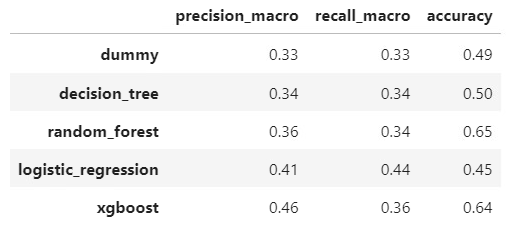 precision_macro recall_macro accuracy
dummy 0.33 0.33 0.49
decision_tree 0.34 0.34 0.50
random_forest 0.36 0.34 0.65
logistic_regression 0.41 0.44 0.45
xgboost 0.46 0.36 0.64